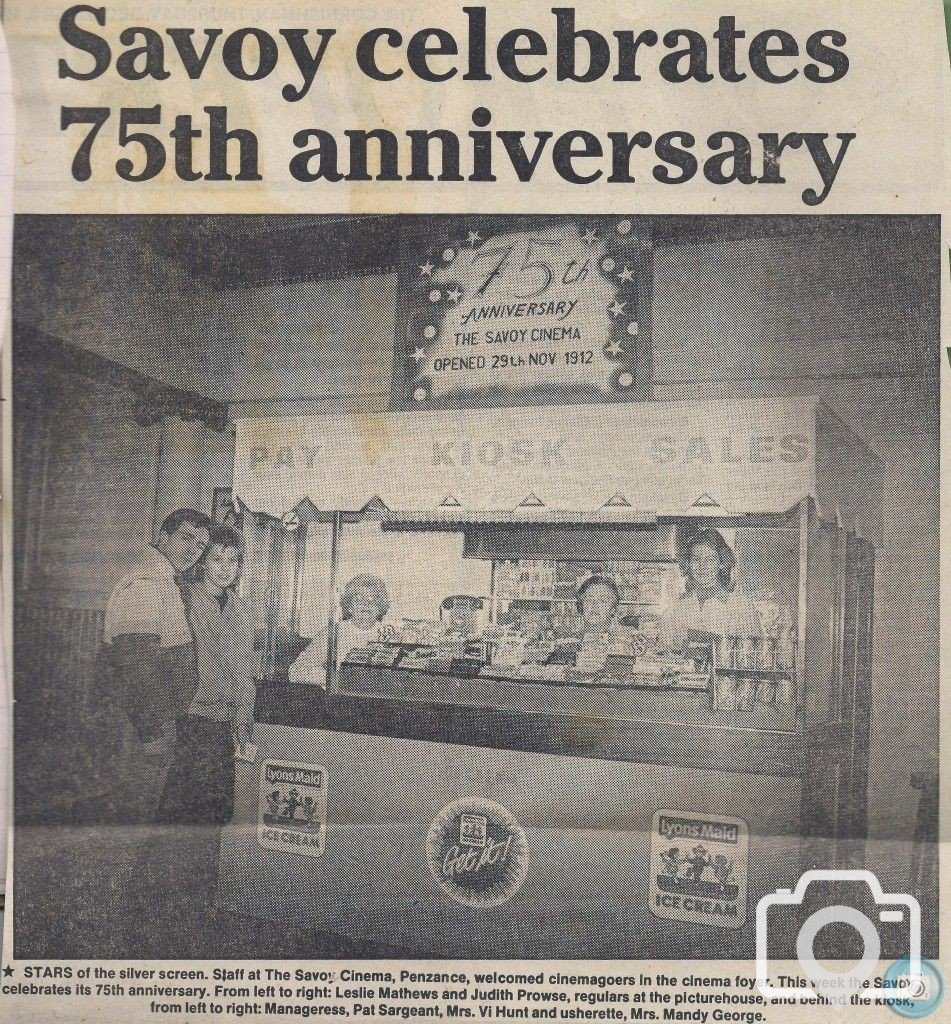 Savoy celebrates
75th anniversary
75th
ANNIVERSARY
THE SAVOY CINEMA
OPENED 29th NOV 1912
PAY KIOSK SALES
Lyons Maid
ICE CREAM
Get It!
Lyons Maid
ICE CREAM
★ STARS of the silver screen. Staff at The Savoy Cinema, Penzance, welcomed cinemagoers in the cinema foyer. This week the Savoy
celebrates its 75th anniversary. From left to right: Leslie Mathews and Judith Prowse, regulars at the picturehouse, and behind the kiosk,
from left to right: Manageress, Pat Sargeant, Mrs. Vi Hunt and usherette, Mrs. Mandy George.